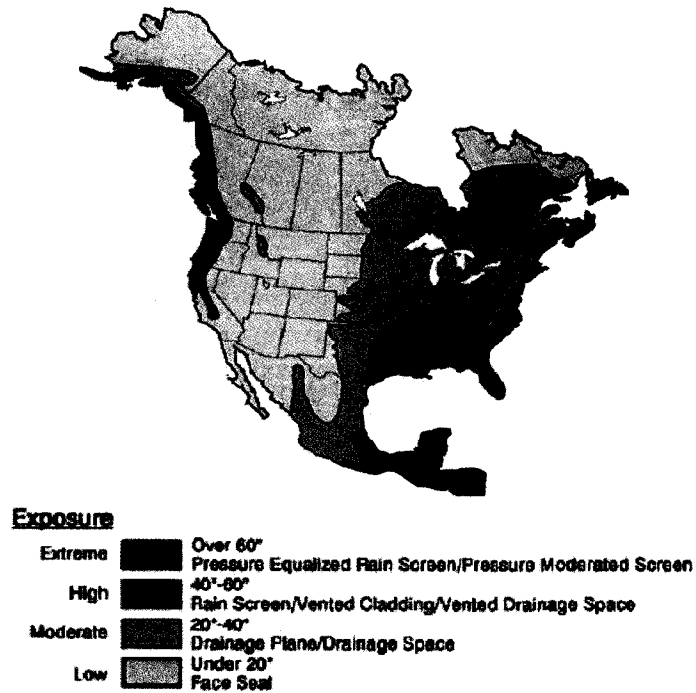 Exposure
Extreme
Over 60"
Pressure Equalized Rain Screen/Pressure Moderated Screen
High
40"-60"
Rain Screen/Vented Cladding/Vented Drainage Space
Moderate
20"-40"
Drainage Plane/Drainage Space
Low
Under 20"
Face Seal